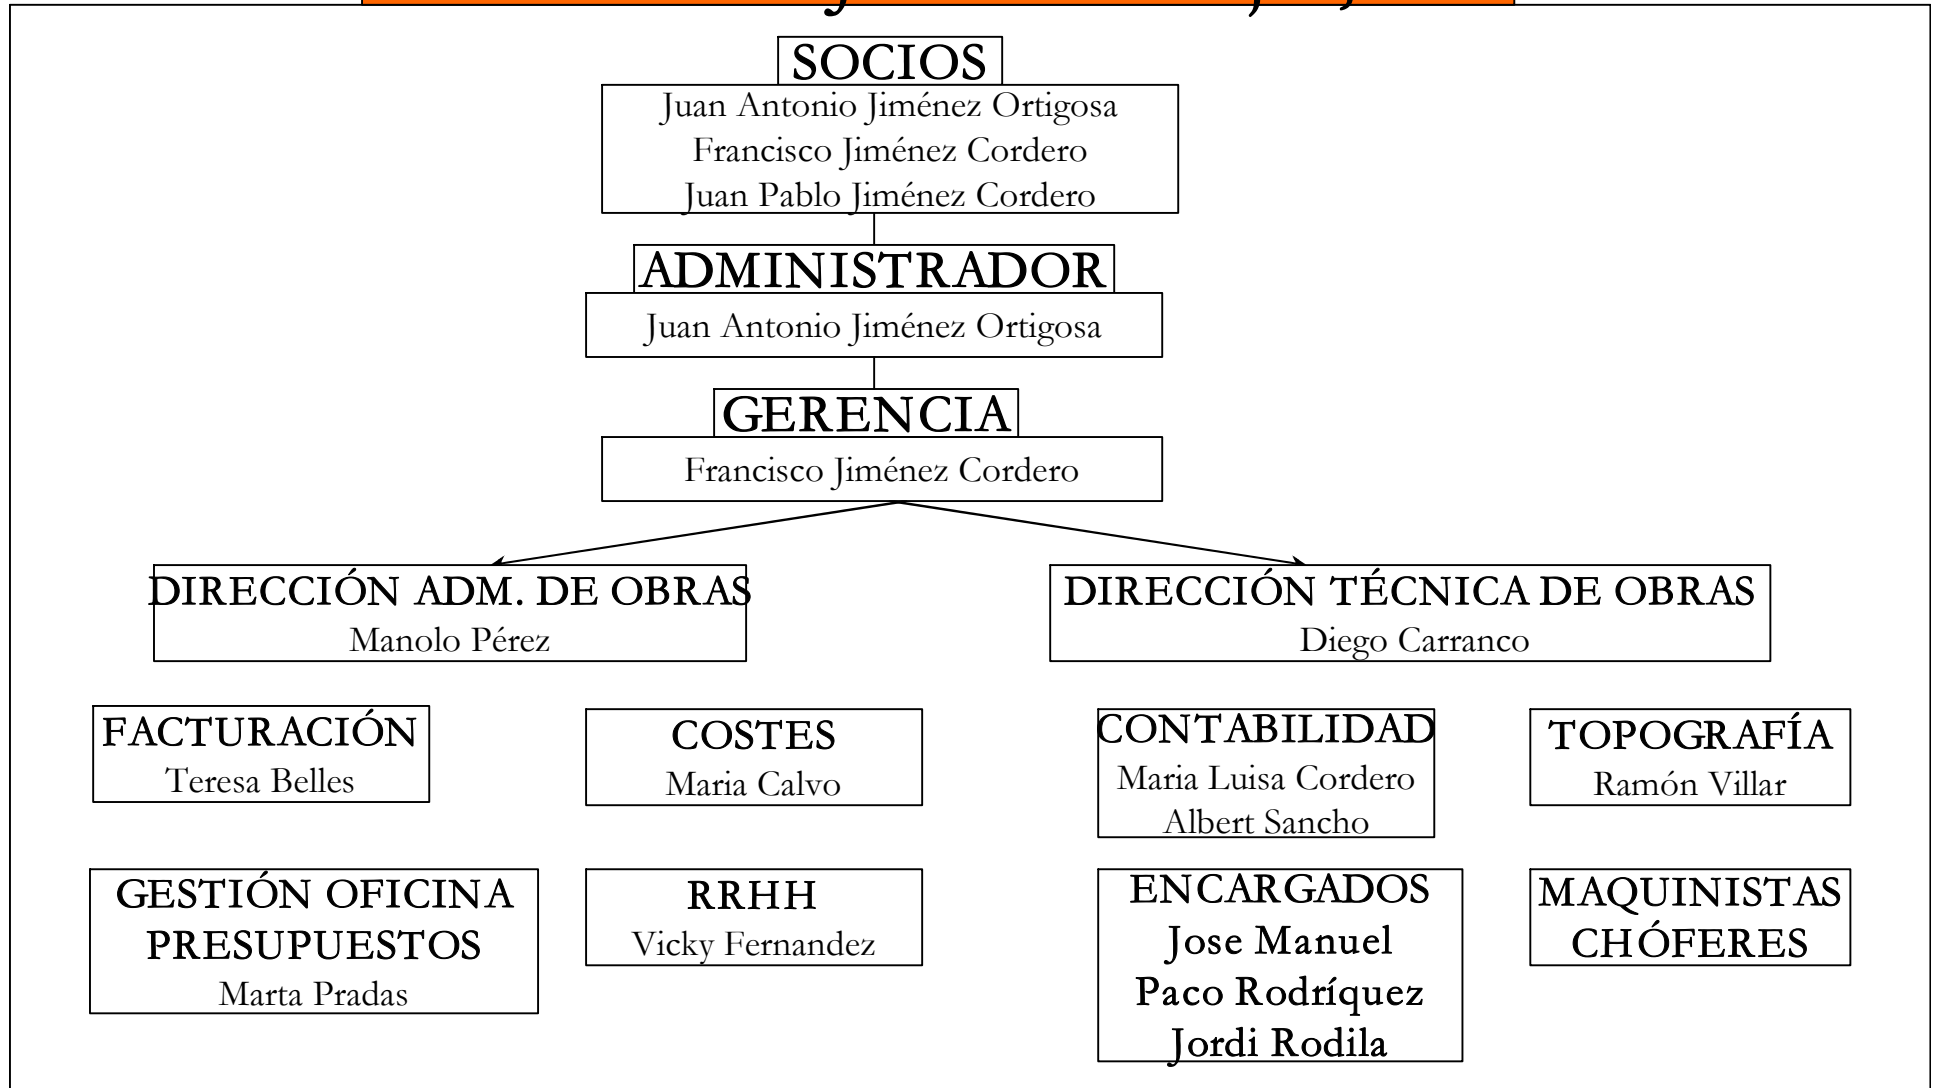 SOCIOS
Juan Antonio Jiménez Ortigosa
Francisco Jiménez Cordero
Juan Pablo Jiménez Cordero
ADMINISTRADOR
Juan Antonio Jiménez Ortigosa
GERENCIA
Francisco Jiménez Cordero
DIRECCIÓN ADM. DE OBRAS
Manolo Pérez
DIRECCIÓN TÉCNICA DE OBRAS
Diego Carranco
FACTURACIÓN
Teresa Belles
COSTES
Maria Calvo
CONTABILIDAD
Maria Luisa Cordero
Albert Sancho
TOPOGRAFÍA
Ramón Villar
GESTIÓN OFICINA
PRESUPUESTOS
Marta Pradas
RRHH
Vicky Fernandez
ENCARGADOS
Jose Manuel
Paco Rodríquez
Jordi Rodila
MAQUINISTAS
CHÓFERES